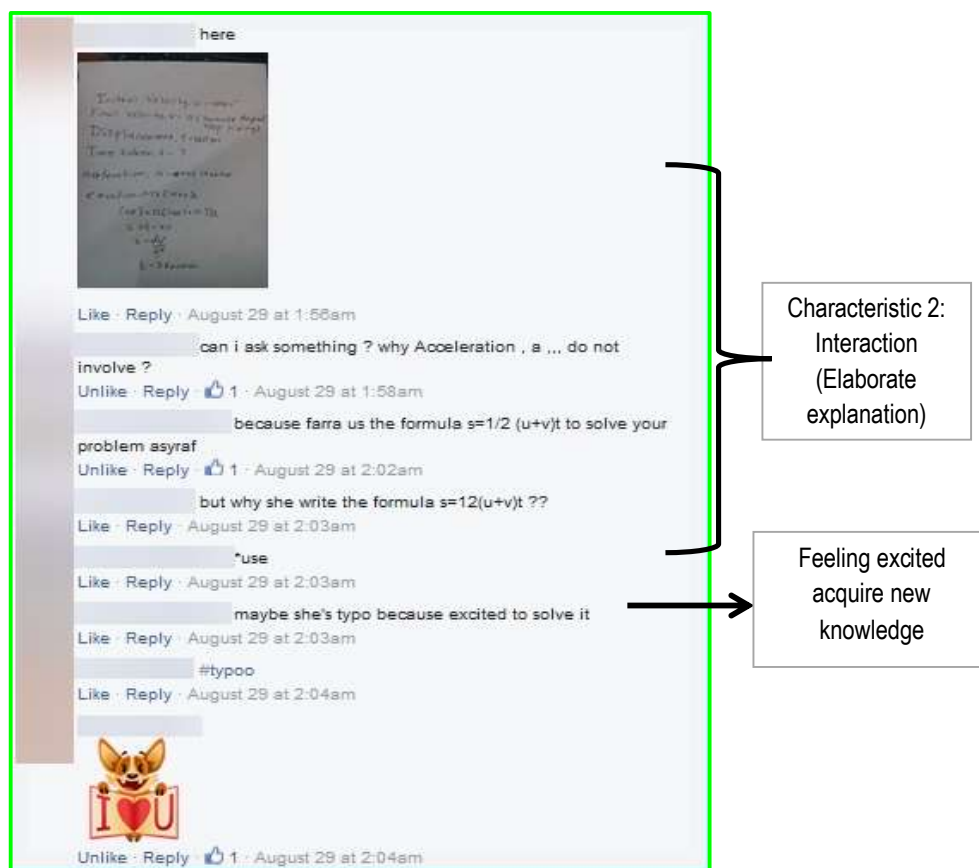 here
Displacement, s
Time taken, t = ?
Like · Reply · August 29 at 1:56am
can i ask something ? why Acceleration , a ,,, do not
involve ?
Unlike · Reply · 1 · August 29 at 1:58am
because farra us the formula s=1/2 (u+v)t to solve your
problem asyraf
Unlike · Reply · 1 · August 29 at 2:02am
but why she write the formula s=12(u+v)t ??
Like · Reply · August 29 at 2:03am
*use
Like · Reply · August 29 at 2:03am
maybe she's typo because excited to solve it
Like · Reply · August 29 at 2:03am
#typoo
Like · Reply · August 29 at 2:04am
I U
Unlike · Reply · 1 · August 29 at 2:04am
Characteristic 2:
Interaction
(Elaborate
explanation)
Feeling excited
acquire new
knowledge